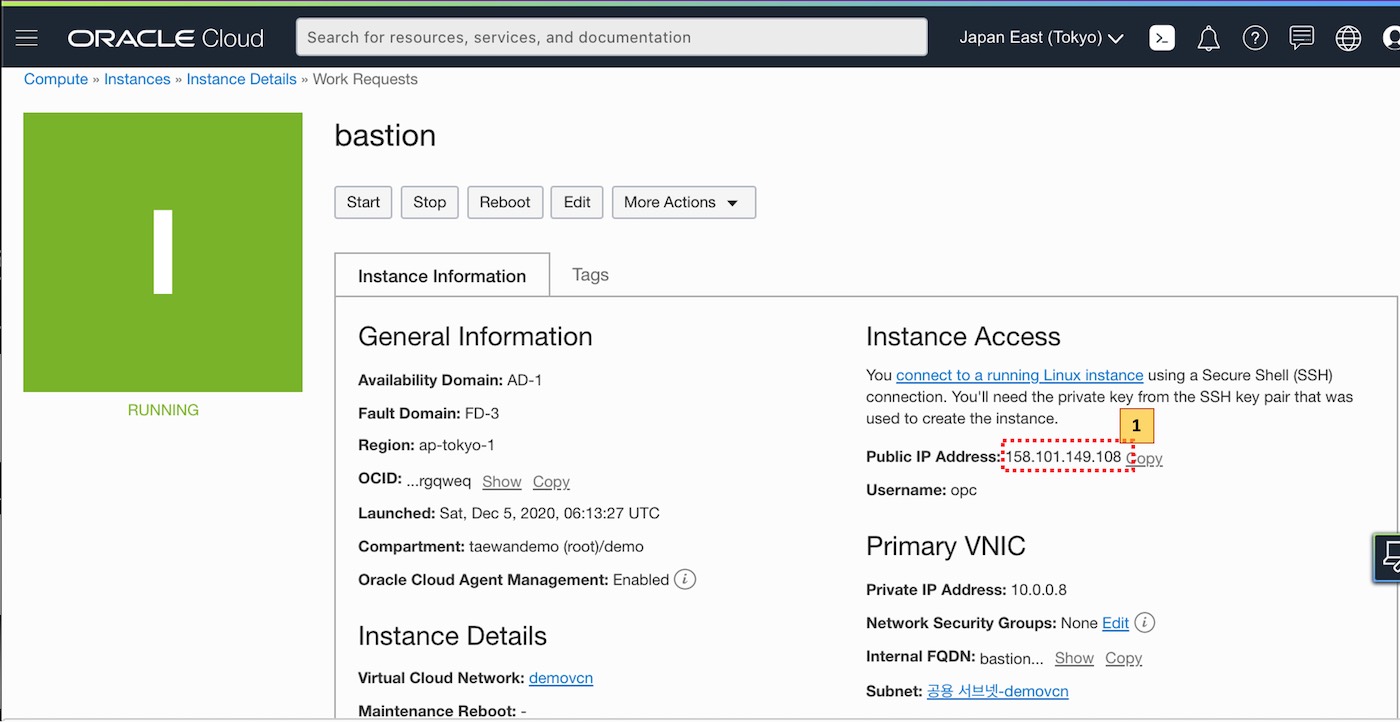 ORACLE Cloud
Search for resources, services, and documentation
Japan East (Tokyo)
Compute » Instances » Instance Details » Work Requests
I
RUNNING
bastion
Start
Stop
Reboot
Edit
More Actions
Instance Information
Tags
General Information
Availability Domain: AD-1
Fault Domain: FD-3
Region: ap-tokyo-1
OCID: ...rgqweq Show Copy
Launched: Sat, Dec 5, 2020, 06:13:27 UTC
Compartment: taewandemo (root)/demo
Oracle Cloud Agent Management: Enabled
Instance Details
Virtual Cloud Network: demovcn
Maintenance Reboot: -
Instance Access
You connect to a running Linux instance using a Secure Shell (SSH)
connection. You'll need the private key from the SSH key pair that was
used to create the instance.
1
Public IP Address: 158.101.149.108 Copy
Username: opc
Primary VNIC
Private IP Address: 10.0.0.8
Network Security Groups: None Edit
Internal FQDN: bastion... Show Copy
Subnet: 공용 서브넷-demovcn